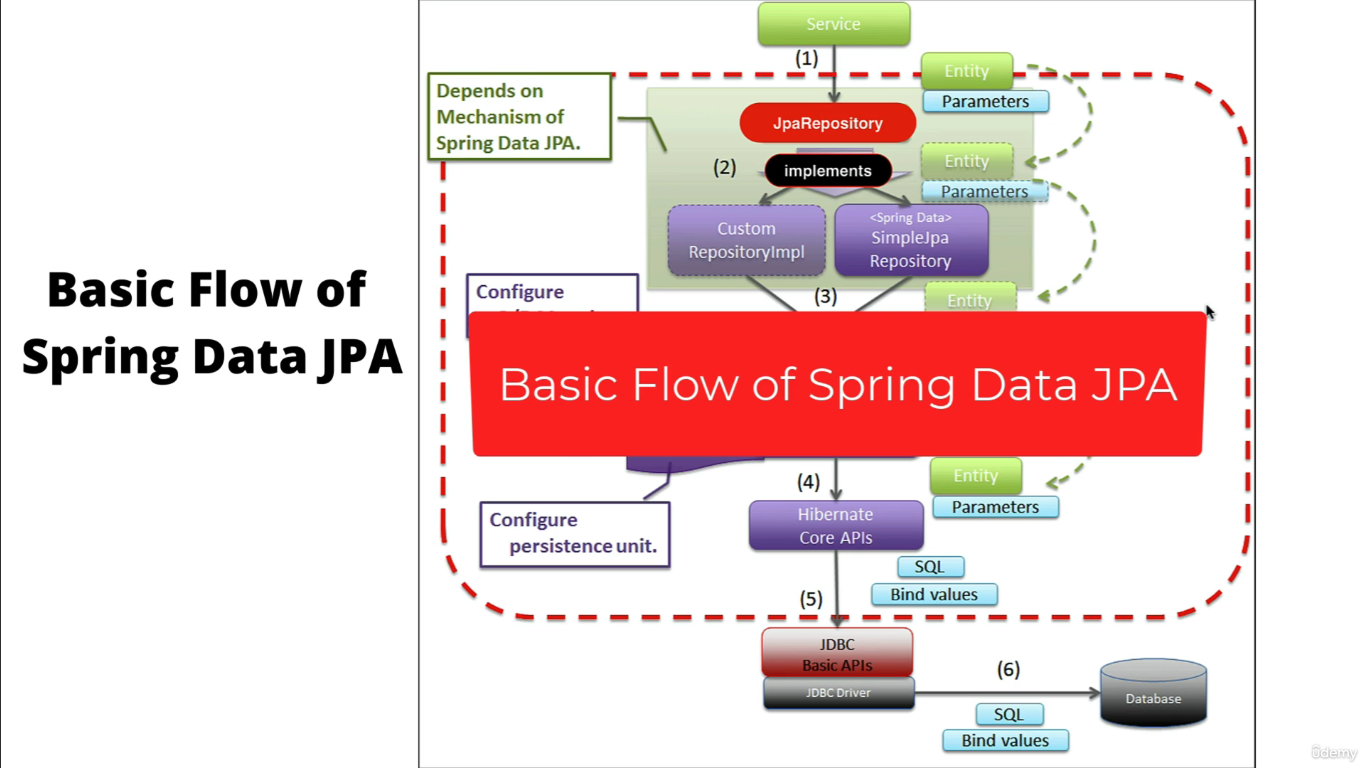 Basic Flow of
Spring Data JPA
Service
(1)
Entity
Parameters
Depends on
Mechanism of
Spring Data JPA.
JpaRepository
(2)
implements
Entity
Parameters
Custom
RepositoryImpl
<Spring Data>
SimpleJpa
Repository
Configure
(3)
Entity
Basic Flow of Spring Data JPA
(4)
Entity
Parameters
Configure
persistence unit.
Hibernate
Core APIs
SQL
Bind values
(5)
JDBC
Basic APIs
JDBC Driver
(6)
SQL
Bind values
Database
ûdemy